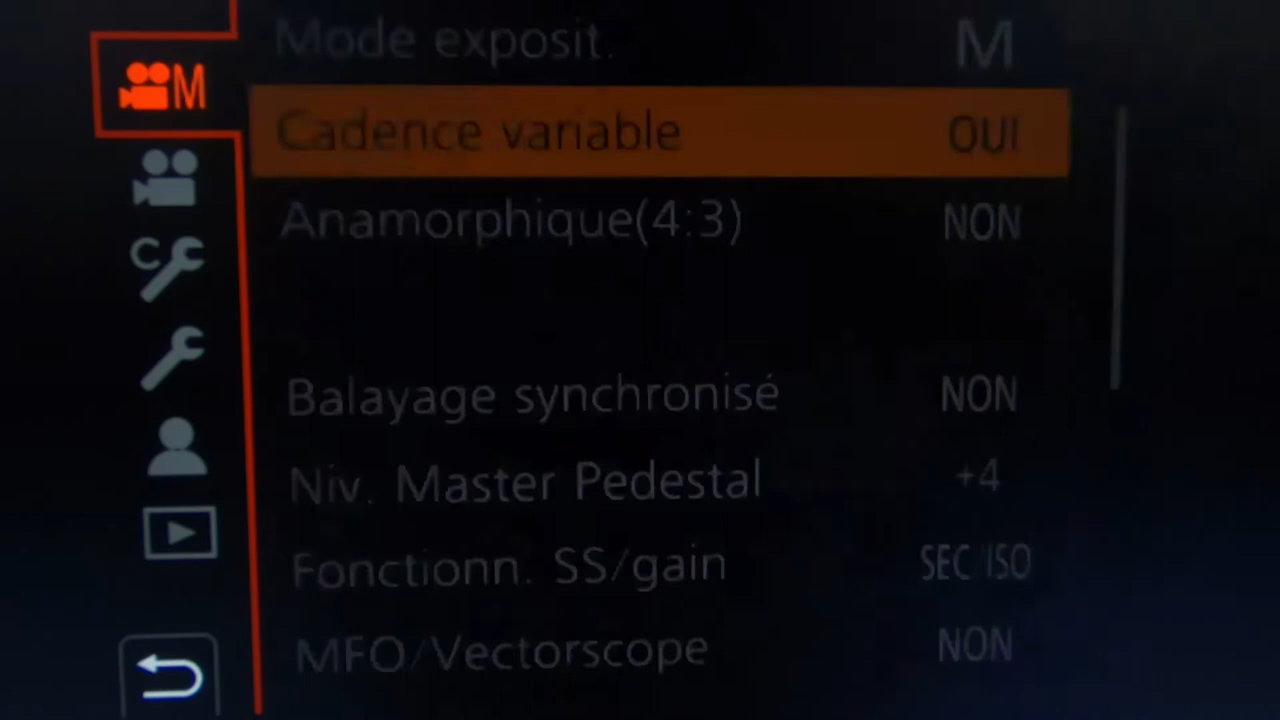 Mode exposit. M
M
Cadence variable OUI
Anamorphique(4:3) NON
C
Balayage synchronisé NON
Niv. Master Pedestal +4
Fonctionn. SS/gain SEC/ISO
MFO/Vectorscope NON